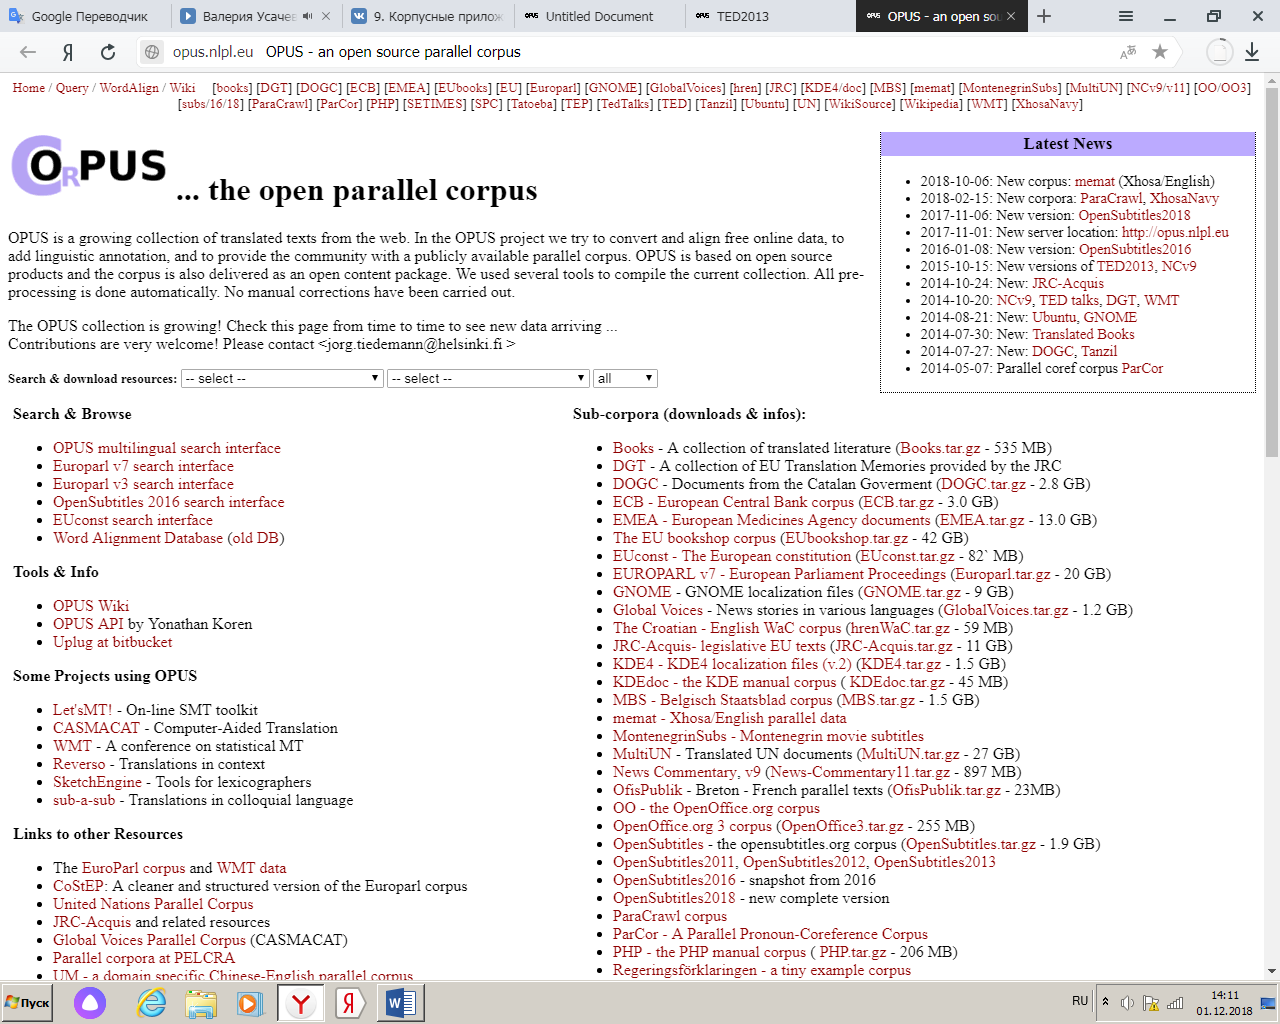 Google Переводчик
Валерия Усачев
9. Корпусные прилож
Untitled Document
TED2013
OPUS - an open sou
opus.nlpl.eu OPUS - an open source parallel corpus
Home / Query / WordAlign / Wiki [books] [DGT] [DOGC] [ECB] [EMEA] [EUbooks] [EU] [Europarl] [GNOME] [GlobalVoices] [hren] [JRC] [KDE4/doc] [MBS] [memat] [MontenegrinSubs] [MultiUN] [NCv9/v11] [OO/OO3]
[subs/16/18] [ParaCrawl] [ParCor] [PHP] [SETIMES] [SPC] [Tatoeba] [TEP] [TedTalks] [TED] [Tanzil] [Ubuntu] [UN] [WikiSource] [Wikipedia] [WMT] [XhosaNavy]
CORPUS ... the open parallel corpus
OPUS is a growing collection of translated texts from the web. In the OPUS project we try to convert and align free online data, to
add linguistic annotation, and to provide the community with a publicly available parallel corpus. OPUS is based on open source
products and the corpus is also delivered as an open content package. We used several tools to compile the current collection. All pre-
processing is done automatically. No manual corrections have been carried out.
The OPUS collection is growing! Check this page from time to time to see new data arriving ...
Contributions are very welcome! Please contact <jorg.tiedemann@helsinki.fi >
Latest News
2018-10-06: New corpus: memat (Xhosa/English)
2018-02-15: New corpora: ParaCrawl, XhosaNavy
2017-11-06: New version: OpenSubtitles2018
2017-11-01: New server location: http://opus.nlpl.eu
2016-01-08: New version: OpenSubtitles2016
2015-10-15: New versions of TED2013, NCv9
2014-10-24: New: JRC-Acquis
2014-10-20: NCv9, TED talks, DGT, WMT
2014-08-21: New: Ubuntu, GNOME
2014-07-30: New: Translated Books
2014-07-27: New: DOGC, Tanzil
2014-05-07: Parallel coref corpus ParCor
Search & download resources: -- select -- -- select -- all
Search & Browse
OPUS multilingual search interface
Europarl v7 search interface
Europarl v3 search interface
OpenSubtitles 2016 search interface
EUconst search interface
Word Alignment Database (old DB)
Tools & Info
OPUS Wiki
OPUS API by Yonathan Koren
Uplug at bitbucket
Some Projects using OPUS
Let'sMT! - On-line SMT toolkit
CASMACAT - Computer-Aided Translation
WMT - A conference on statistical MT
Reverso - Translations in context
SketchEngine - Tools for lexicographers
sub-a-sub - Translations in colloquial language
Links to other Resources
The EuroParl corpus and WMT data
CoStEP: A cleaner and structured version of the Europarl corpus
United Nations Parallel Corpus
JRC-Acquis and related resources
Global Voices Parallel Corpus (CASMACAT)
Parallel corpora at PELCRA
UM - a domain specific Chinese-English parallel corpus
Sub-corpora (downloads & infos):
Books - A collection of translated literature (Books.tar.gz - 535 MB)
DGT - A collection of EU Translation Memories provided by the JRC
DOGC - Documents from the Catalan Goverment (DOGC.tar.gz - 2.8 GB)
ECB - European Central Bank corpus (ECB.tar.gz - 3.0 GB)
EMEA - European Medicines Agency documents (EMEA.tar.gz - 13.0 GB)
The EU bookshop corpus (EUbookshop.tar.gz - 42 GB)
EUconst - The European constitution (EUconst.tar.gz - 82` MB)
EUROPARL v7 - European Parliament Proceedings (Europarl.tar.gz - 20 GB)
GNOME - GNOME localization files (GNOME.tar.gz - 9 GB)
Global Voices - News stories in various languages (GlobalVoices.tar.gz - 1.2 GB)
The Croatian - English WaC corpus (hrenWaC.tar.gz - 59 MB)
JRC-Acquis- legislative EU texts (JRC-Acquis.tar.gz - 11 GB)
KDE4 - KDE4 localization files (v.2) (KDE4.tar.gz - 1.5 GB)
KDEdoc - the KDE manual corpus ( KDEdoc.tar.gz - 45 MB)
MBS - Belgisch Staatsblad corpus (MBS.tar.gz - 1.5 GB)
memat - Xhosa/English parallel data
MontenegrinSubs - Montenegrin movie subtitles
MultiUN - Translated UN documents (MultiUN.tar.gz - 27 GB)
News Commentary, v9 (News-Commentary11.tar.gz - 897 MB)
OfisPublik - Breton - French parallel texts (OfisPublik.tar.gz - 23MB)
OO - the OpenOffice.org corpus
OpenOffice.org 3 corpus (OpenOffice3.tar.gz - 255 MB)
OpenSubtitles - the opensubtitles.org corpus (OpenSubtitles.tar.gz - 1.9 GB)
OpenSubtitles2011, OpenSubtitles2012, OpenSubtitles2013
OpenSubtitles2016 - snapshot from 2016
OpenSubtitles2018 - new complete version
ParaCrawl corpus
ParCor - A Parallel Pronoun-Coreference Corpus
PHP - the PHP manual corpus ( PHP.tar.gz - 206 MB)
Regeringsförklaringen - a tiny example corpus
Пуск
RU
14:11
01.12.2018